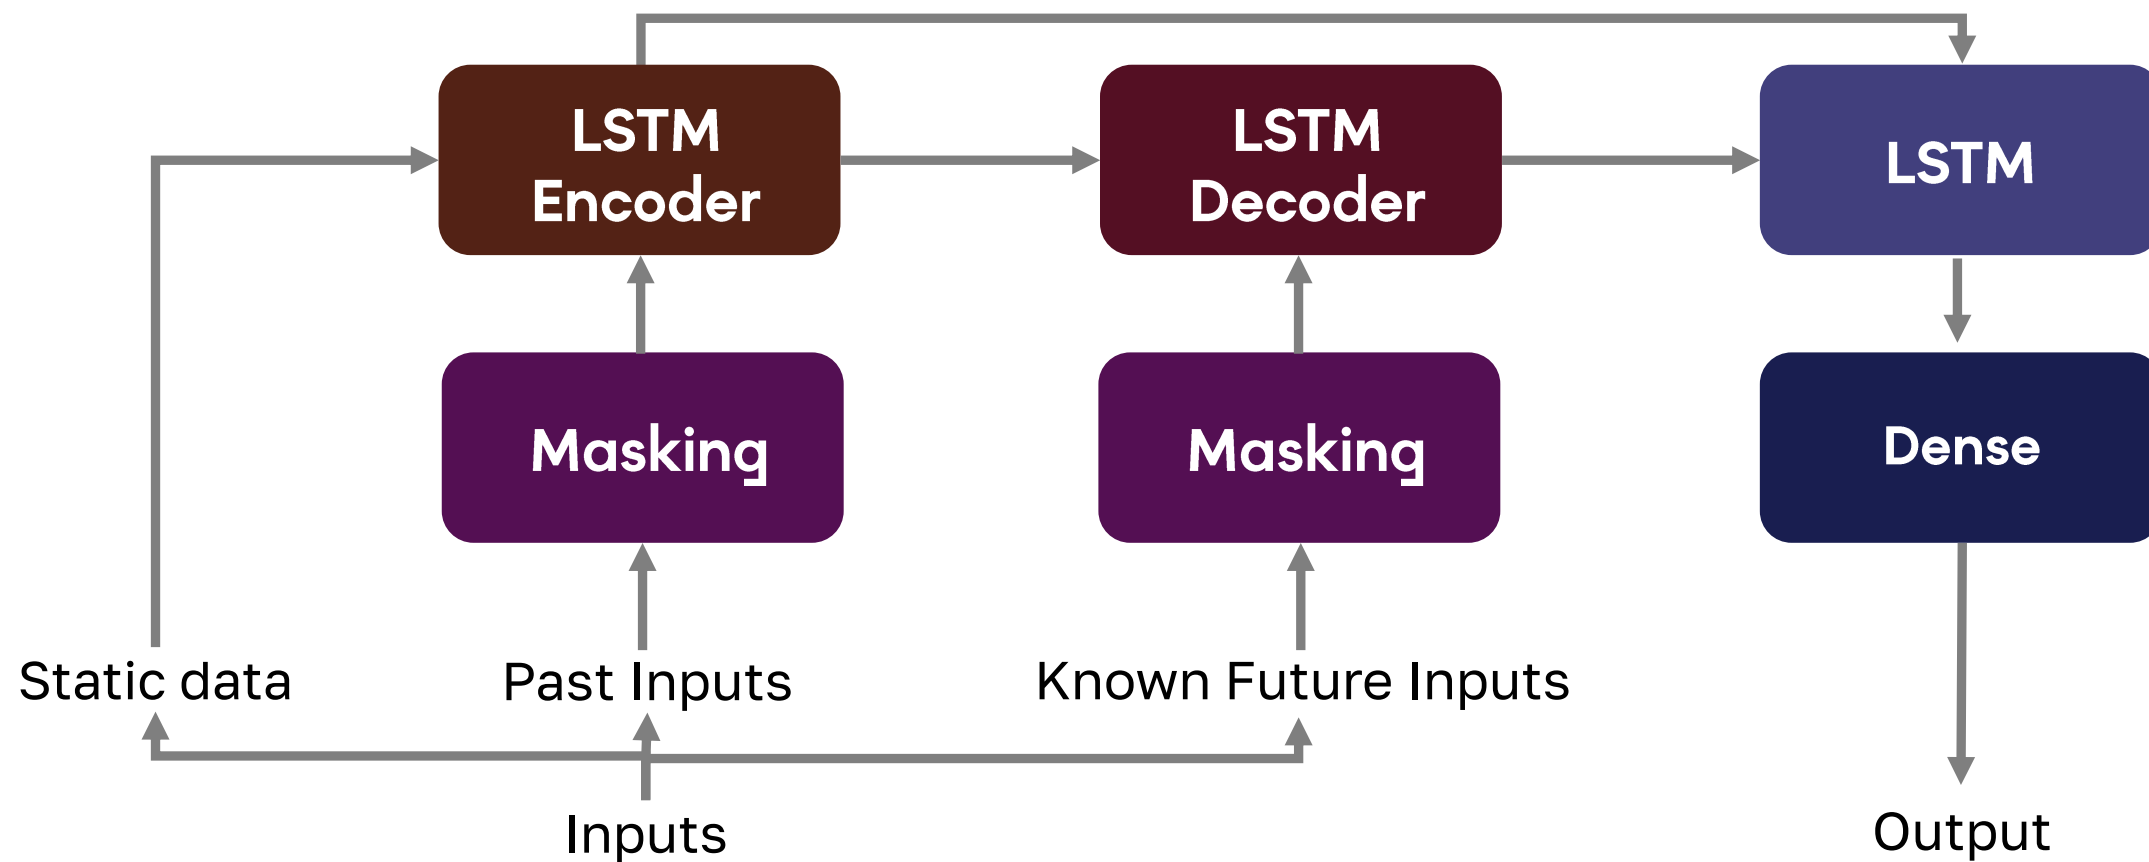 LSTM
Encoder
LSTM
Decoder
LSTM
Masking
Masking
Dense
Static data
Past Inputs
Known Future Inputs
Inputs
Output